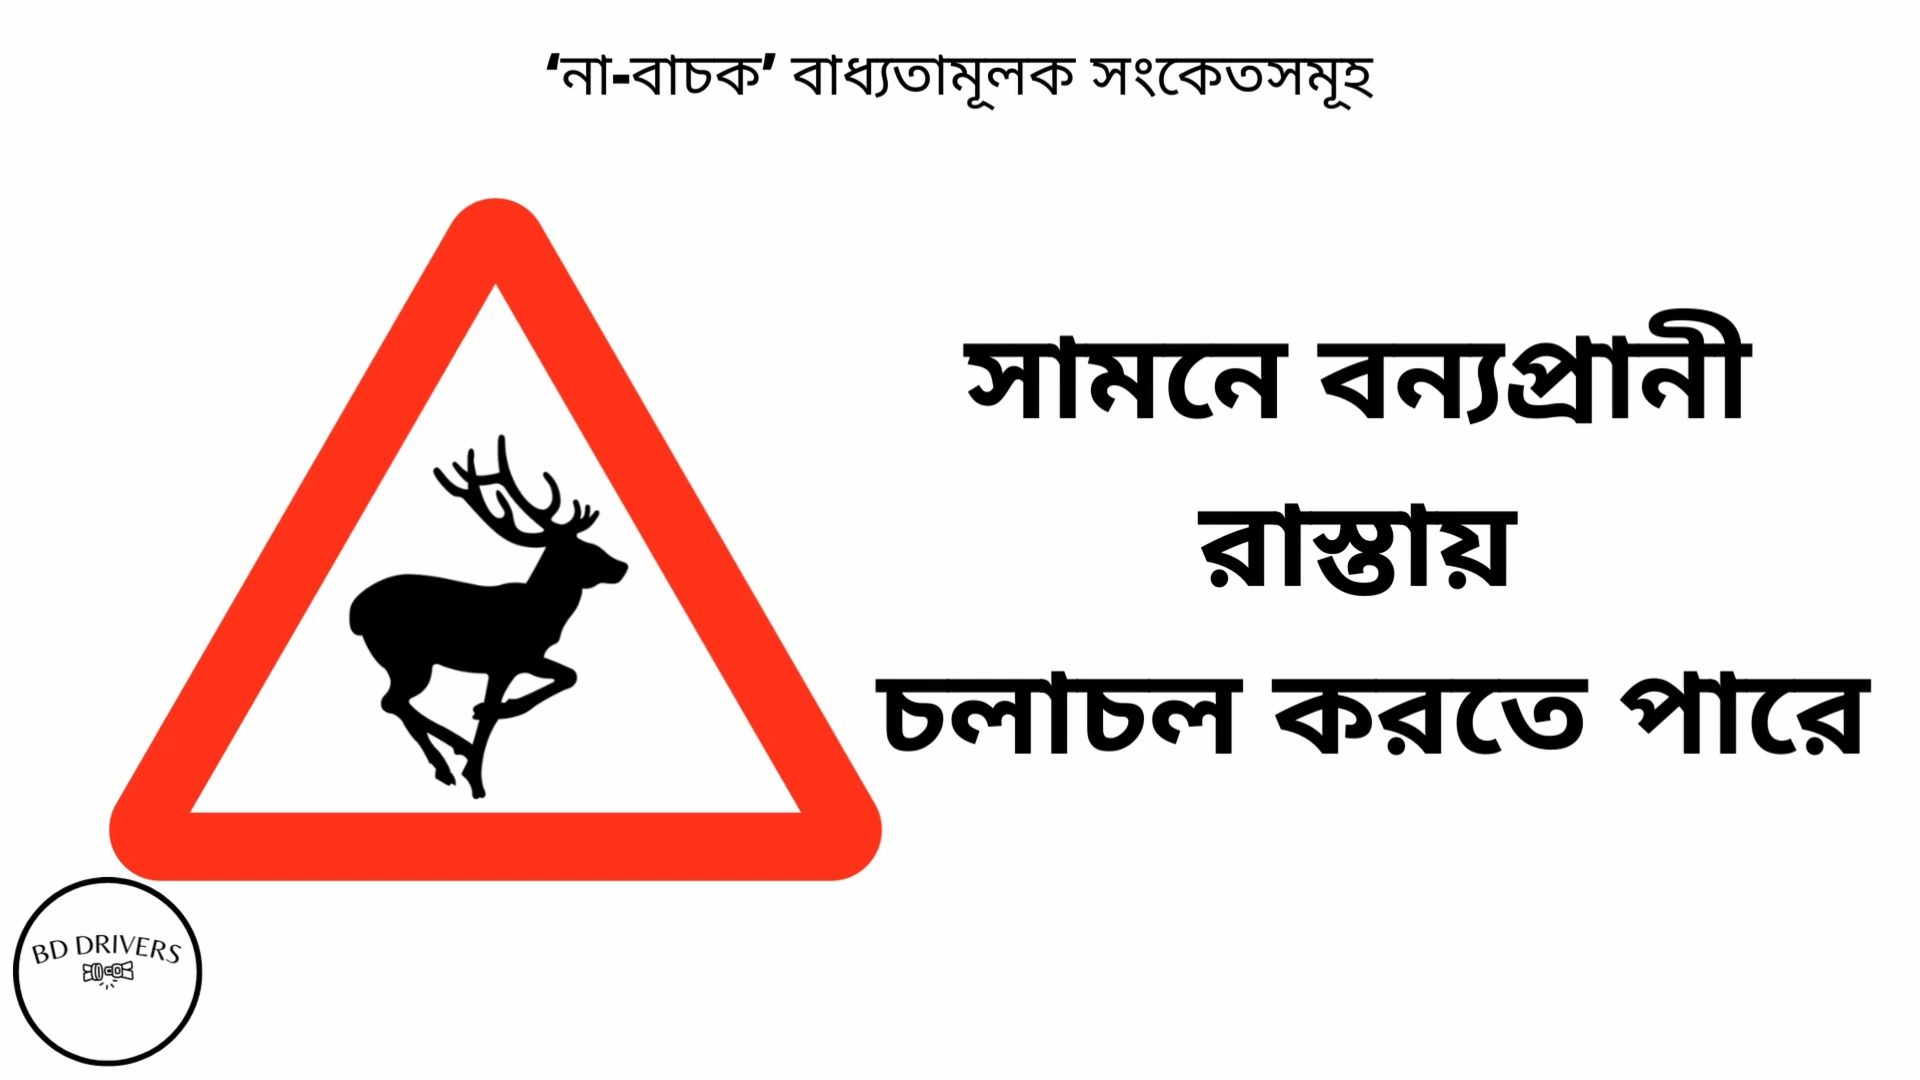 ‘না-বাচক’ বাধ্যতামূলক সংকেতসমূহ
সামনে বন্যপ্রানী
রাস্তায়
চলাচল করতে পারে
BD DRIVERS